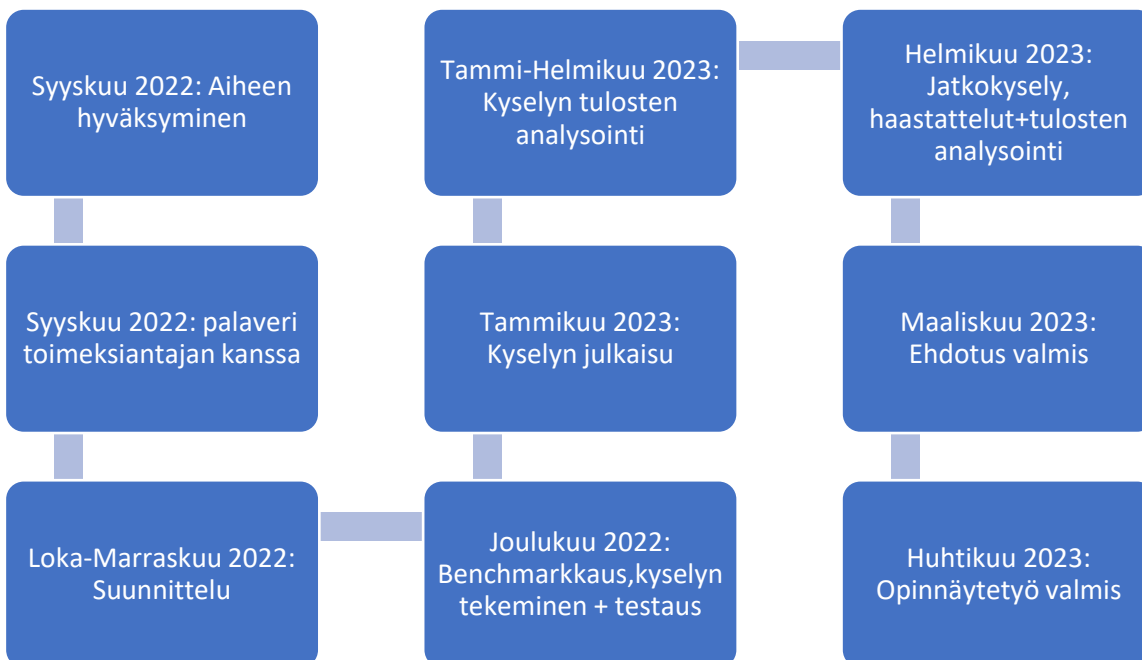 Syyskuu 2022: Aiheen
hyväksyminen
Syyskuu 2022: palaveri
toimeksiantajan kanssa
Loka-Marraskuu 2022:
Suunnittelu
Joulukuu 2022:
Benchmarkkaus,kyselyn
tekeminen + testaus
Tammikuu 2023:
Kyselyn julkaisu
Tammi-Helmikuu 2023:
Kyselyn tulosten
analysointi
Helmikuu 2023:
Jatkokysely,
haastattelut+tulosten
analysointi
Maaliskuu 2023:
Ehdotus valmis
Huhtikuu 2023:
Opinnäytetyö valmis